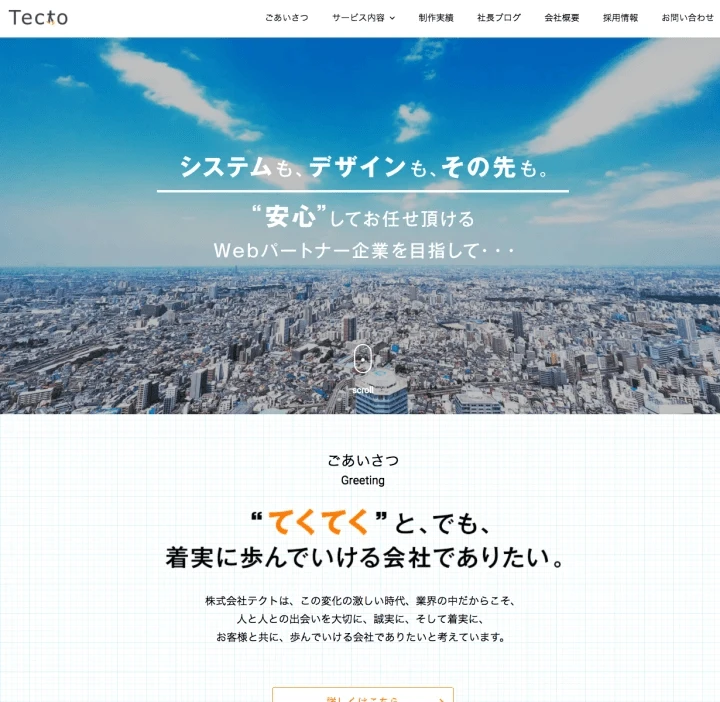 Tecto
ごあいさつ サービス内容 制作実績 社長ブログ 会社概要 採用情報 お問い合わせ
システムも、デザインも、その先も。
“安心”してお任せ頂ける
Webパートナー企業を目指して・・・
scroll
ごあいさつ
Greeting
“てくてく”と、でも、
着実に歩んでいける会社でありたい。
株式会社テクトは、この変化の激しい時代、業界の中だからこそ、
人と人との出会いを大切に、誠実に、そして着実に、
お客様と共に、歩んでいける会社でありたいと考えています。
詳しくはこちら